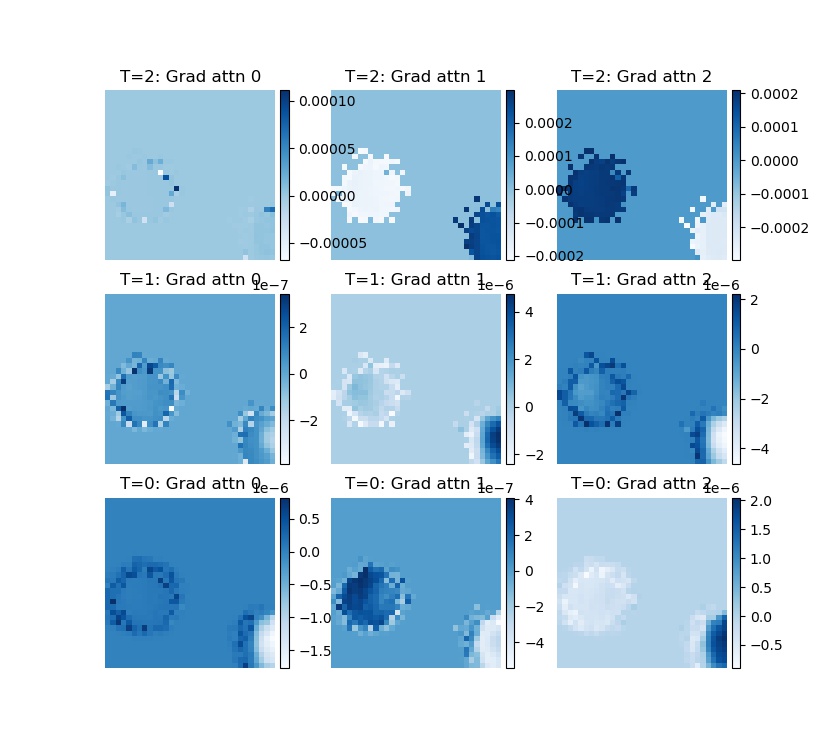 T=2: Grad attn 0
0.00010
0.00005
0.00000
−0.00005
T=2: Grad attn 1
0.0002
0.0001
0.0000
−0.0001
−0.0002
T=2: Grad attn 2
0.0002
0.0001
0.0000
−0.0001
−0.0002
T=1: Grad attn 0
1e−7
2
0
−2
T=1: Grad attn 1
1e−6
4
2
0
−2
T=1: Grad attn 2
1e−6
2
0
−2
−4
T=0: Grad attn 0
1e−6
0.5
0.0
−0.5
−1.0
−1.5
T=0: Grad attn 1
1e−7
4
2
0
−2
−4
T=0: Grad attn 2
1e−6
2.0
1.5
1.0
0.5
0.0
−0.5